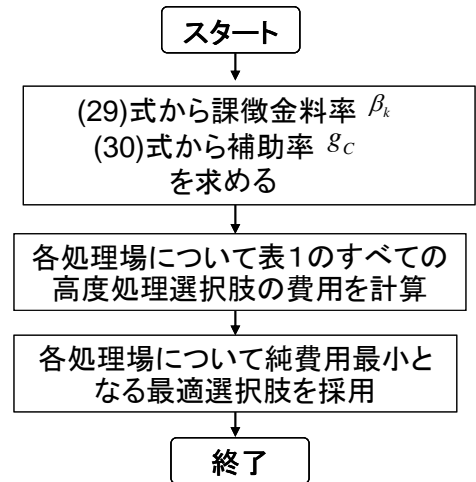 スタート
(29)式から課徴金料率 βk
(30)式から補助率 gC
を求める
各処理場について表１のすべての
高度処理選択肢の費用を計算
各処理場について純費用最小と
なる最適選択肢を採用
終了